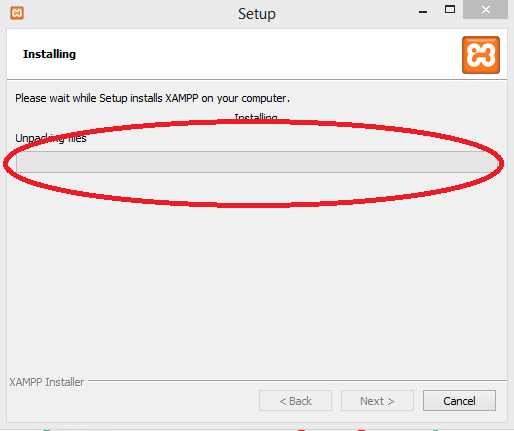 Setup
Installing
Please wait while Setup installs XAMPP on your computer.
Installing
Unpacking files
XAMPP Installer
< Back
Next >
Cancel